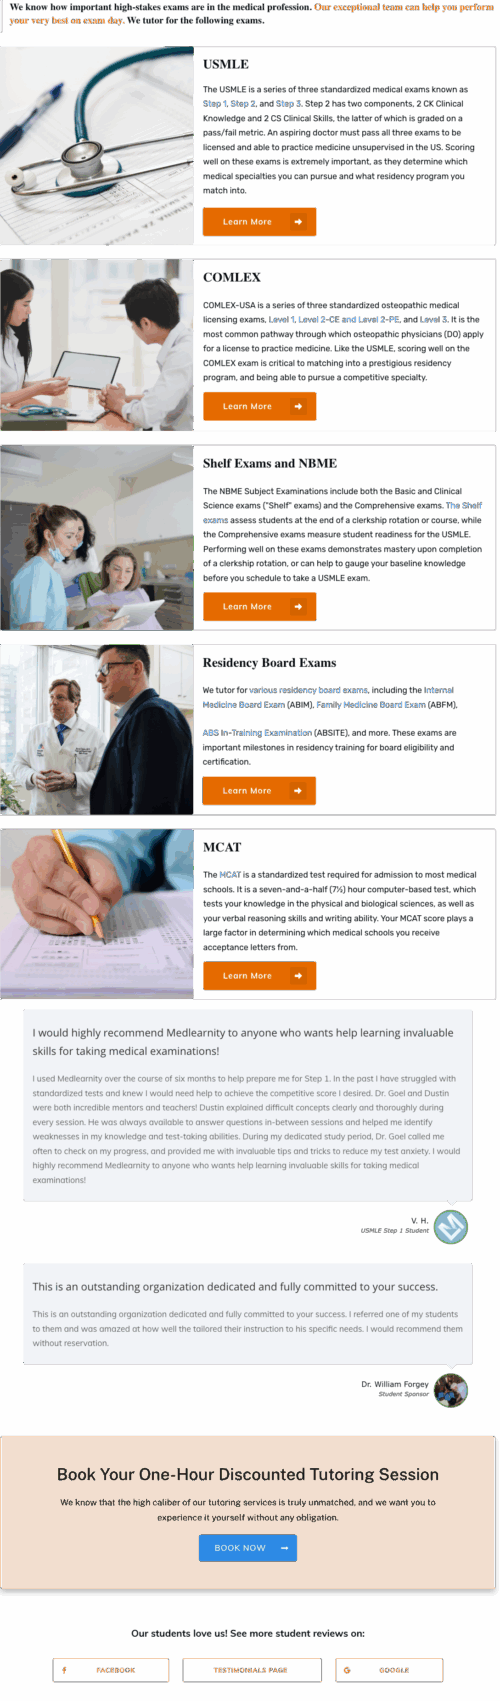 We know how important high-stakes exams are in the medical profession. Our exceptional team can help you perform
your very best on exam day. We tutor for the following exams.
USMLE
The USMLE is a series of three standardized medical exams known as
Step 1, Step 2, and Step 3. Step 2 has two components, 2 CK Clinical
Knowledge and 2 CS Clinical Skills, the latter of which is graded on a
pass/fail metric. An aspiring doctor must pass all three exams to be
licensed and able to practice medicine unsupervised in the US. Scoring
well on these exams is extremely important, as they determine which
medical specialties you can pursue and what residency program you
match into.
Learn More
COMLEX
COMLEX-USA is a series of three standardized osteopathic medical
licensing exams, Level 1, Level 2-CE and Level 2-PE, and Level 3. It is the
most common pathway through which osteopathic physicians (DO) apply
for a license to practice medicine. Like the USMLE, scoring well on the
COMLEX exam is critical to matching into a prestigious residency
program, and being able to pursue a competitive specialty.
Learn More
Shelf Exams and NBME
The NBME Subject Examinations include both the Basic and Clinical
Science exams ("Shelf" exams) and the Comprehensive exams. The Shelf
exams assess students at the end of a clerkship rotation or course, while
the Comprehensive exams measure student readiness for the USMLE.
Performing well on these exams demonstrates mastery upon completion
of a clerkship rotation, or can help to gauge your baseline knowledge
before you schedule to take a USMLE exam.
Learn More
Residency Board Exams
We tutor for various residency board exams, including the Internal
Medicine Board Exam (ABIM), Family Medicine Board Exam (ABFM),
ABS In-Training Examination (ABSITE), and more. These exams are
important milestones in residency training for board eligibility and
certification.
Learn More
MCAT
The MCAT is a standardized test required for admission to most medical
schools. It is a seven-and-a-half (7½) hour computer-based test, which
tests your knowledge in the physical and biological sciences, as well as
your verbal reasoning skills and writing ability. Your MCAT score plays a
large factor in determining which medical schools you receive
acceptance letters from.
Learn More
I would highly recommend Medlearnity to anyone who wants help learning invaluable
skills for taking medical examinations!
I used Medlearnity over the course of six months to help prepare me for Step 1. In the past I have struggled with
standardized tests and knew I would need help to achieve the competitive score I desired. Dr. Goel and Dustin
were both incredible mentors and teachers! Dustin explained difficult concepts clearly and thoroughly during
every session. He was always available to answer questions in-between sessions and helped me identify
weaknesses in my knowledge and test-taking abilities. During my dedicated study period, Dr. Goel called me
often to check on my progress, and provided me with invaluable tips and tricks to reduce my test anxiety. I would
highly recommend Medlearnity to anyone who wants help learning invaluable skills for taking medical
examinations!
V. H.
USMLE Step 1 Student
This is an outstanding organization dedicated and fully committed to your success.
This is an outstanding organization dedicated and fully committed to your success. I referred one of my students
to them and was amazed at how well the tailored their instruction to his specific needs. I would recommend them
without reservation.
Dr. William Forgey
Student Sponsor
Book Your One-Hour Discounted Tutoring Session
We know that the high caliber of our tutoring services is truly unmatched, and we want you to
experience it yourself without any obligation.
BOOK NOW
Our students love us! See more student reviews on:
FACEBOOK
TESTIMONIALS PAGE
GOOGLE